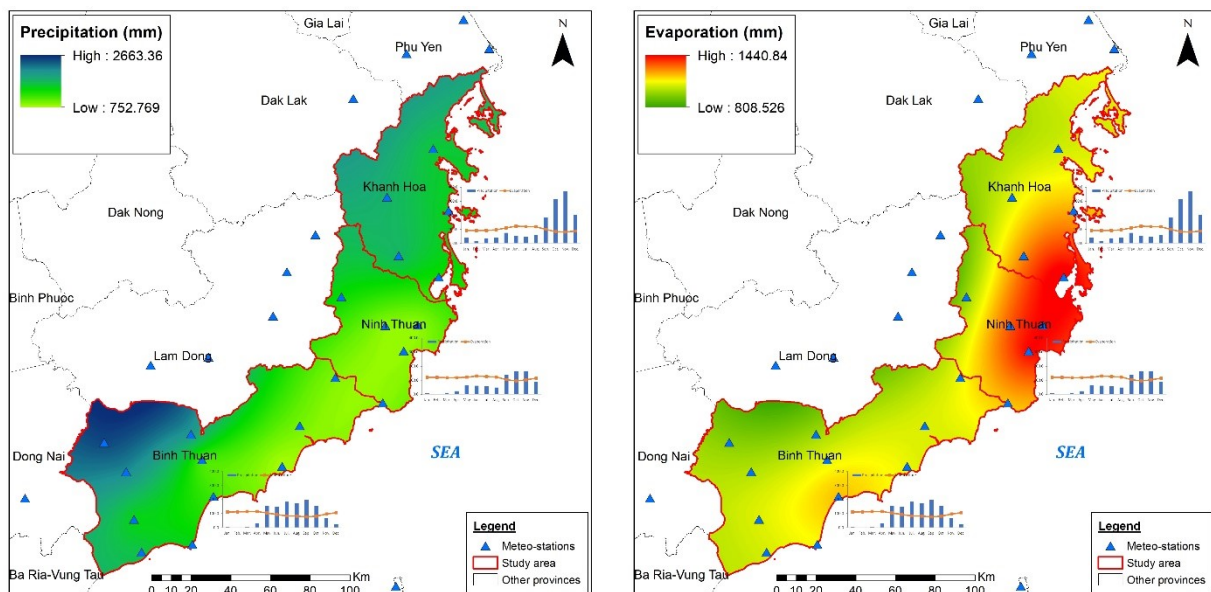 Precipitation (mm)
High : 2663.36
Low : 752.769
N
Gia Lai
Phu Yen
Dak Lak
Khanh Hoa
Dak Nong
Binh Phuoc
Ninh Thuan
Lam Dong
Dong Nai
Binh Thuan
SEA
Ba Ria-Vung Tau
Km
0 10 20 40 60 80 100
Legend
Meteo-stations
Study area
Other provinces
Evaporation (mm)
High : 1440.84
Low : 808.526
N
Gia Lai
Phu Yen
Dak Lak
Khanh Hoa
Dak Nong
Binh Phuoc
Ninh Thuan
Lam Dong
Dong Nai
Binh Thuan
SEA
Ba Ria-Vung Tau
Km
0 10 20 40 60 80 100
Legend
Meteo-stations
Study area
Other provinces